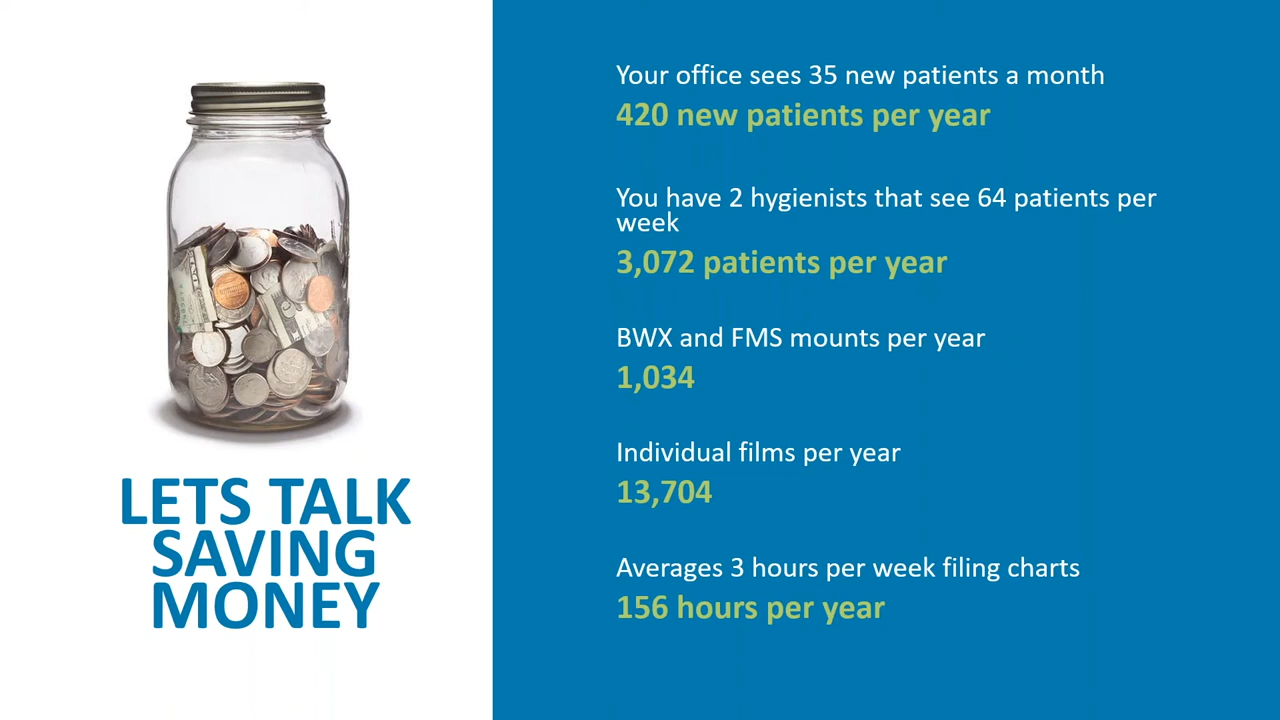 LETS TALK
SAVING
MONEY
Your office sees 35 new patients a month
420 new patients per year
You have 2 hygienists that see 64 patients per
week
3,072 patients per year
BWX and FMS mounts per year
1,034
Individual films per year
13,704
Averages 3 hours per week filing charts
156 hours per year